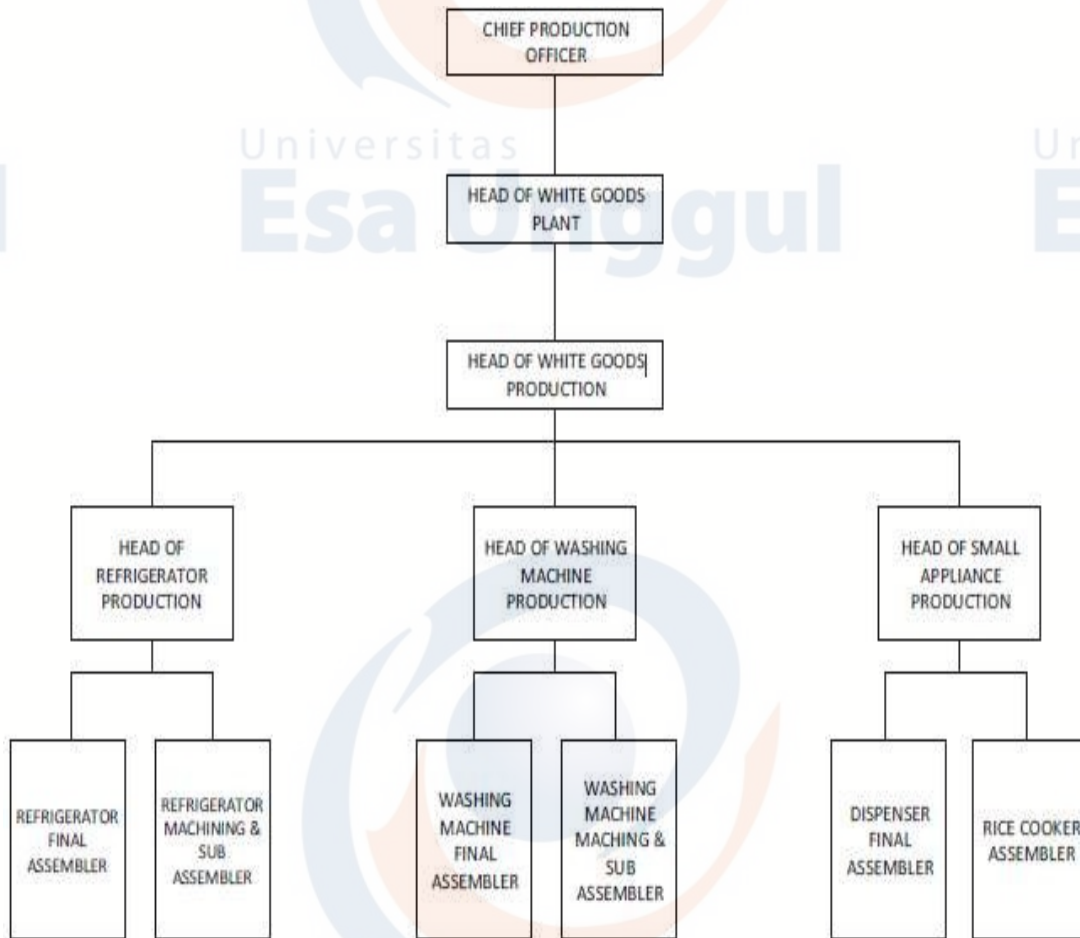 CHIEF PRODUCTION
OFFICER
Universitas
Esa Unggul
HEAD OF WHITE GOODS
PLANT
HEAD OF WHITE GOODS
PRODUCTION
HEAD OF
REFRIGERATOR
PRODUCTION
HEAD OF WASHING
MACHINE
PRODUCTION
HEAD OF SMALL
APPLIANCE
PRODUCTION
REFRIGERATOR
FINAL
ASSEMBLER
REFRIGERATOR
MACHINING &
SUB
ASSEMBLER
WASHING
MACHINE
FINAL
ASSEMBLER
WASHING
MACHINE
MACHING &
SUB
ASSEMBLER
DISPENSER
FINAL
ASSEMBLER
RICE COOKER
ASSEMBLER